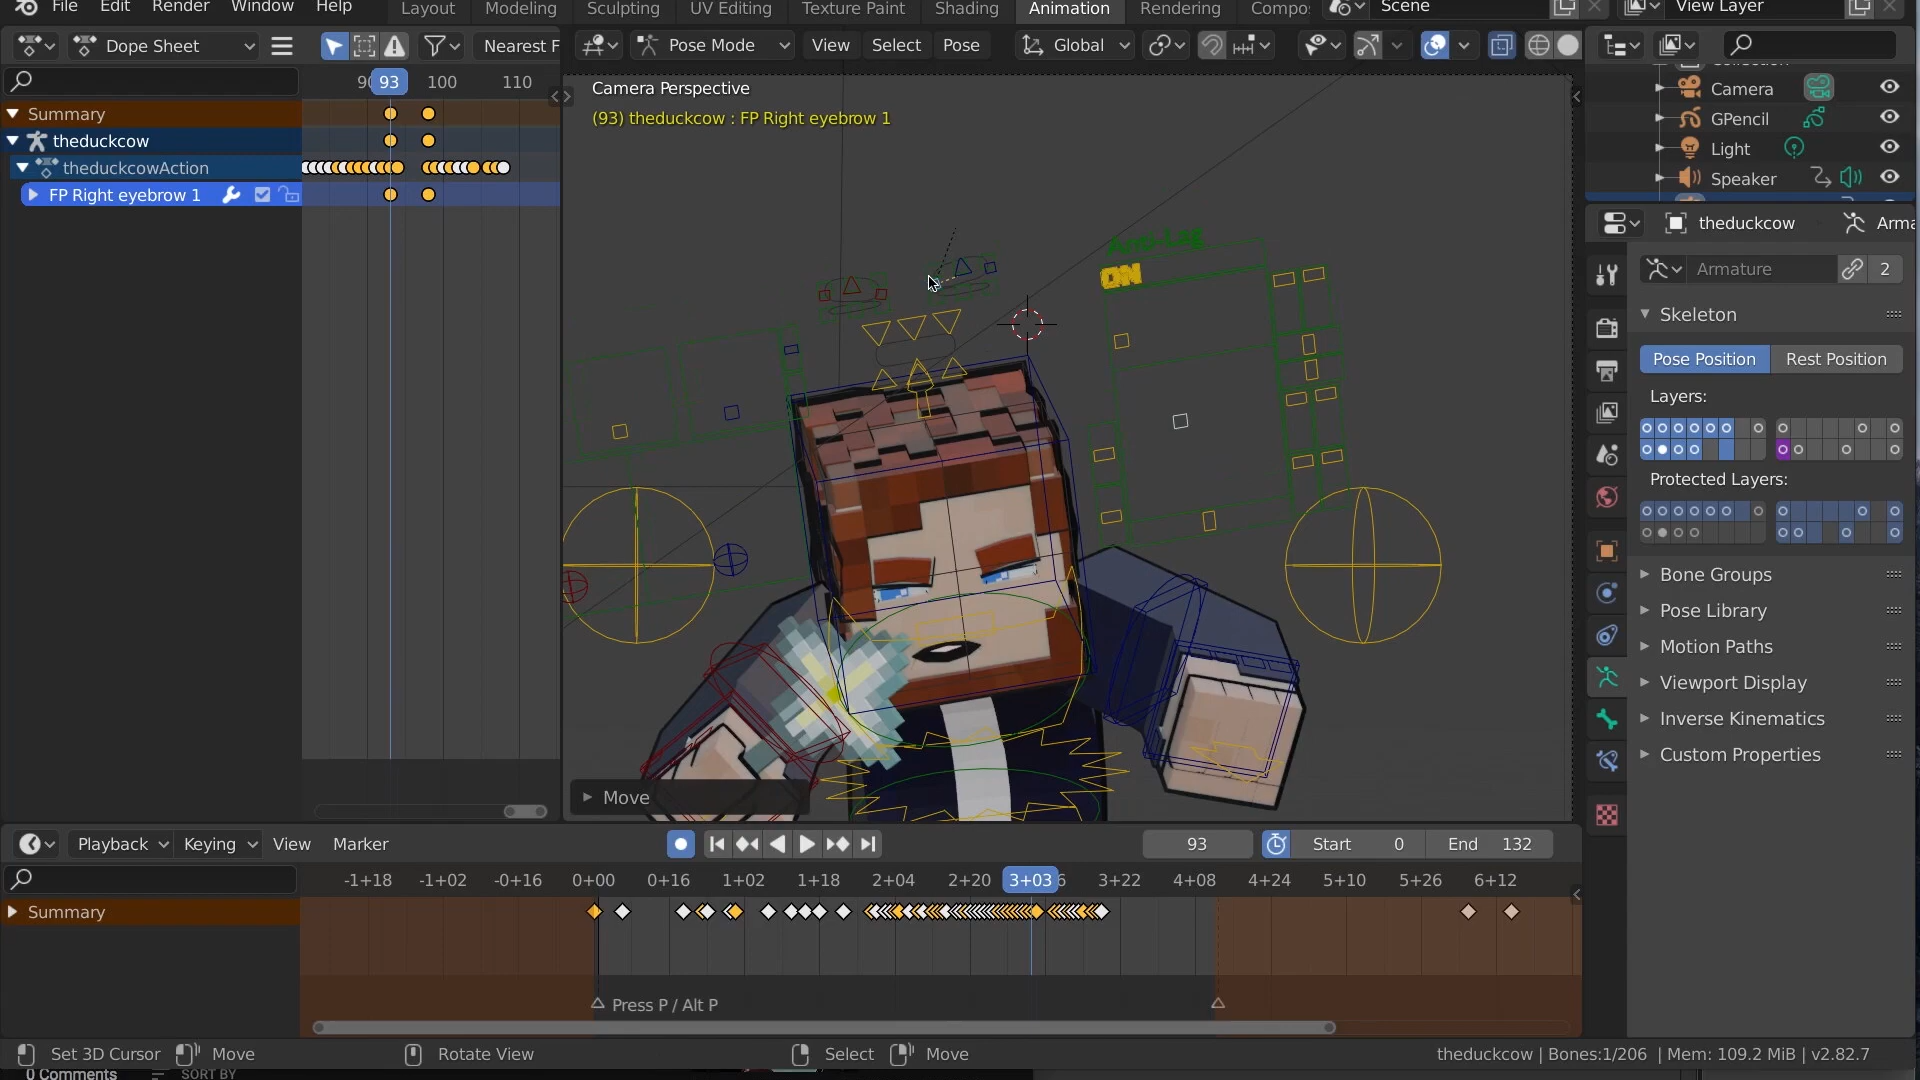 File Edit Render Window Help Layout Modeling Sculpting UV Editing Texture Paint Shading Animation Rendering Compo Scene View Layer
Dope Sheet Nearest F Pose Mode View Select Pose Global
93 100 110
Summary
theduckcow
theduckcowAction
FP Right eyebrow 1
Camera Perspective
(93) theduckcow : FP Right eyebrow 1
ON
Move
Camera
GPencil
Light
Speaker
theduckcow Arma
Armature 2
Skeleton
Pose Position Rest Position
Layers:
Protected Layers:
Bone Groups
Pose Library
Motion Paths
Viewport Display
Inverse Kinematics
Custom Properties
Playback Keying View Marker 93 Start 0 End 132
-1+18 -1+02 -0+16 0+00 0+16 1+02 1+18 2+04 2+20 3+03 6 3+22 4+08 4+24 5+10 5+26 6+12
Summary
Press P / Alt P
Set 3D Cursor Move Rotate View Select Move theduckcow | Bones:1/206 | Mem: 109.2 MiB | v2.82.7
0 Comments SORT BY